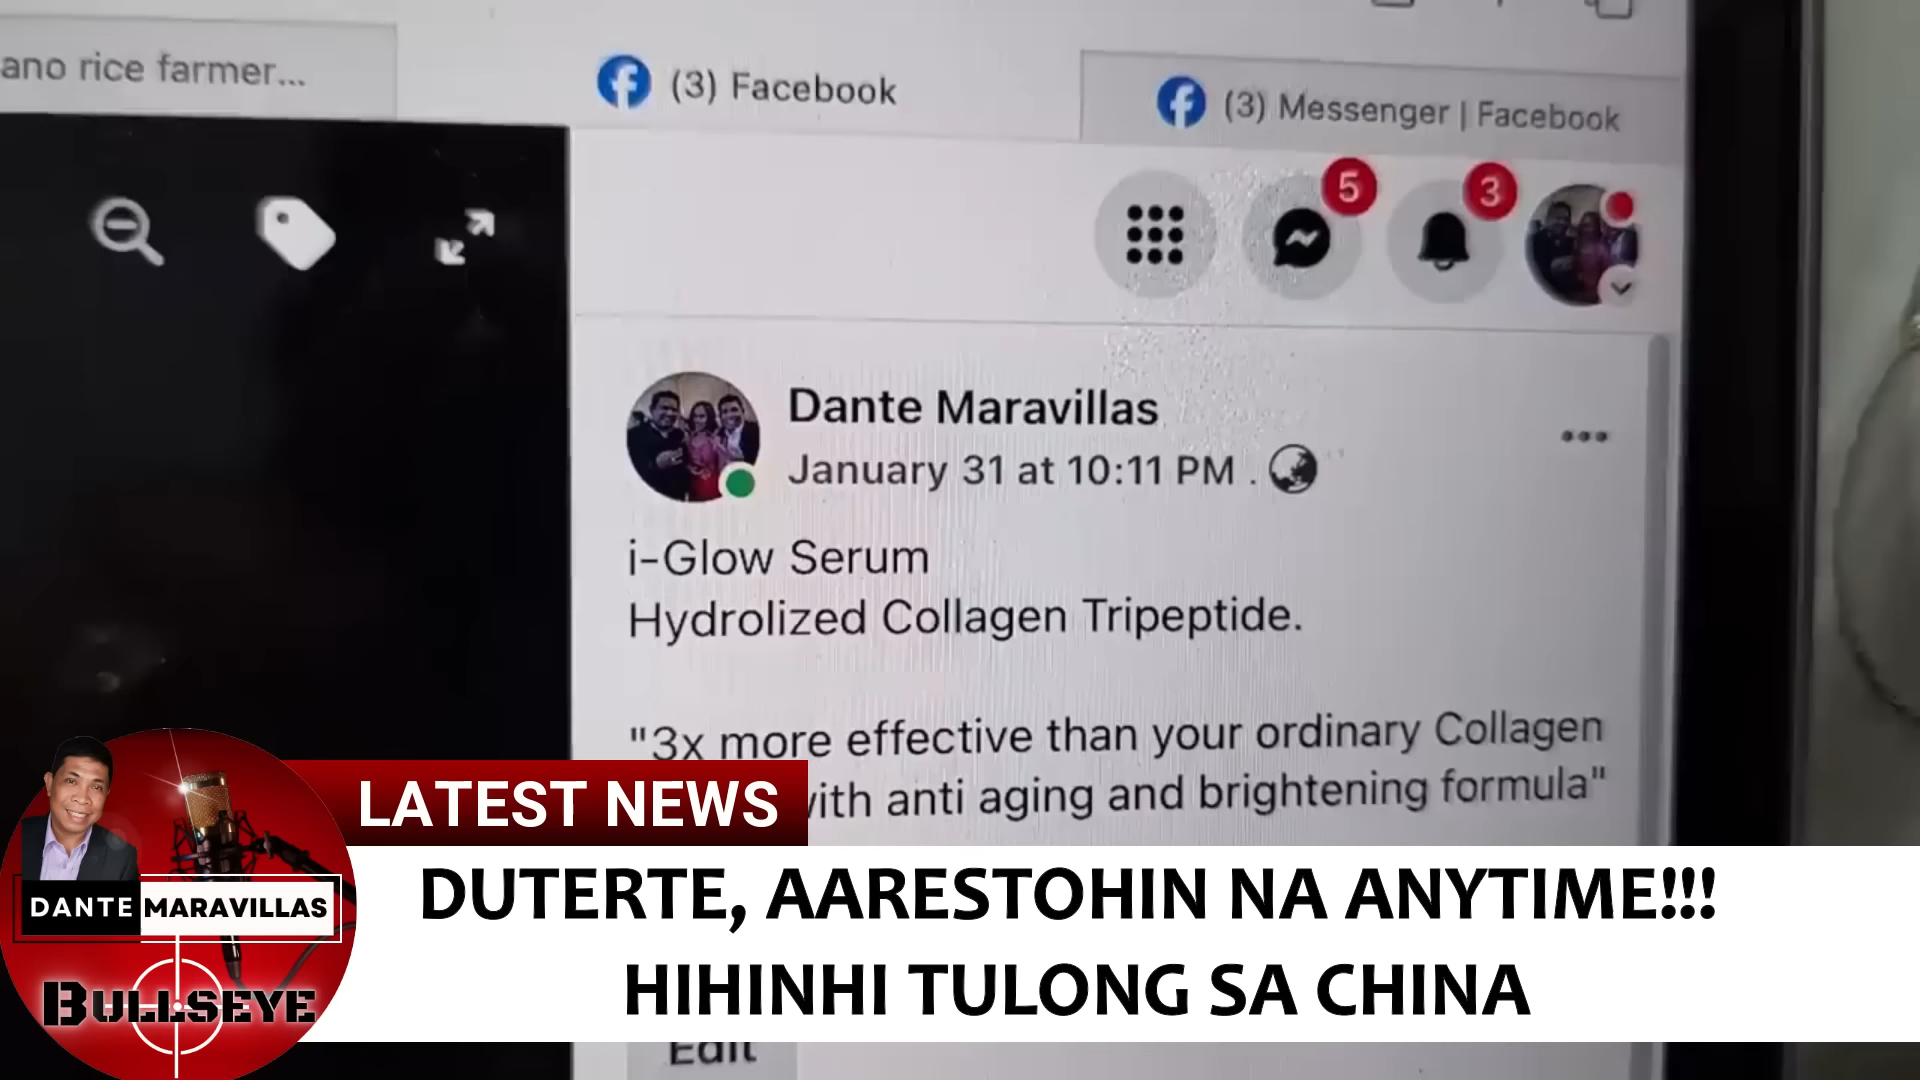 ano rice farmer...
(3) Facebook
(3) Messenger | Facebook
5
3
Dante Maravillas
January 31 at 10:11 PM .
i-Glow Serum
Hydrolized Collagen Tripeptide.
"3x more effective than your ordinary Collagen
with anti aging and brightening formula"
LATEST NEWS
DUTERTE, AARESTOHIN NA ANYTIME!!!
HIHINHI TULONG SA CHINA
DANTE MARAVILLAS
BULLSEYE
Edit